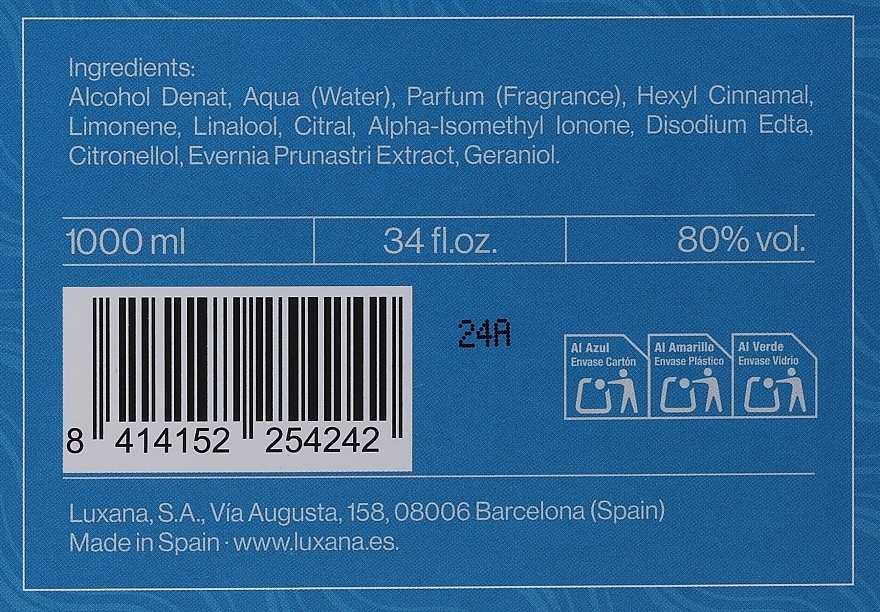 Ingredients:
Alcohol Denat, Aqua (Water), Parfum (Fragrance), Hexyl Cinnamal,
Limonene, Linalool, Citral, Alpha-Isomethyl Ionone, Disodium Edta,
Citronellol, Evernia Prunastri Extract, Geraniol.
1000 ml 34 fl.oz. 80% vol.
24A
Al Azul Al Amarillo Al Verde
Envase Cartón Envase Plástico Envase Vidrio
8 414152 254242
Luxana, S.A., Vía Augusta, 158, 08006 Barcelona (Spain)
Made in Spain · www.luxana.es.